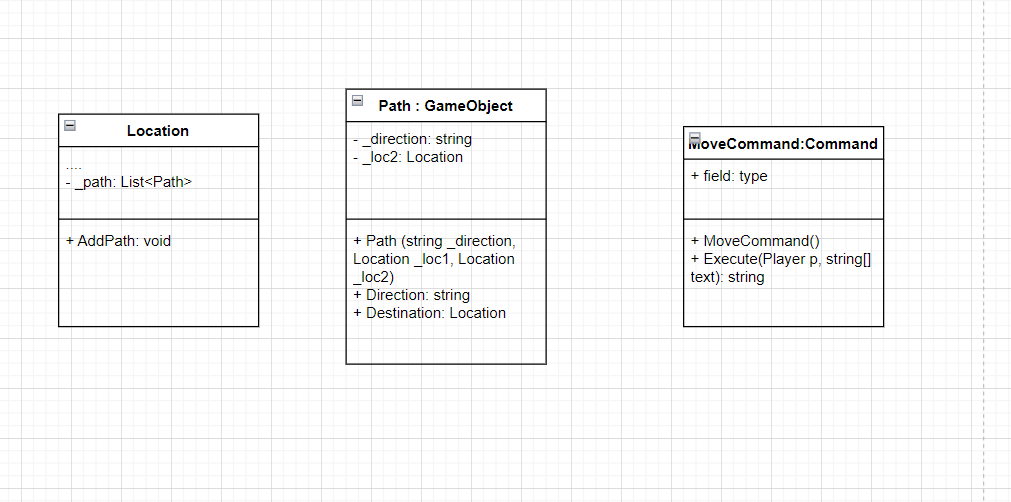 Location
....
- _path: List<Path>
+ AddPath: void
Path : GameObject
- _direction: string
- _loc2: Location
+ Path (string _direction,
Location _loc1, Location
_loc2)
+ Direction: string
+ Destination: Location
MoveCommand:Command
+ field: type
+ MoveCommand()
+ Execute(Player p, string[]
text): string